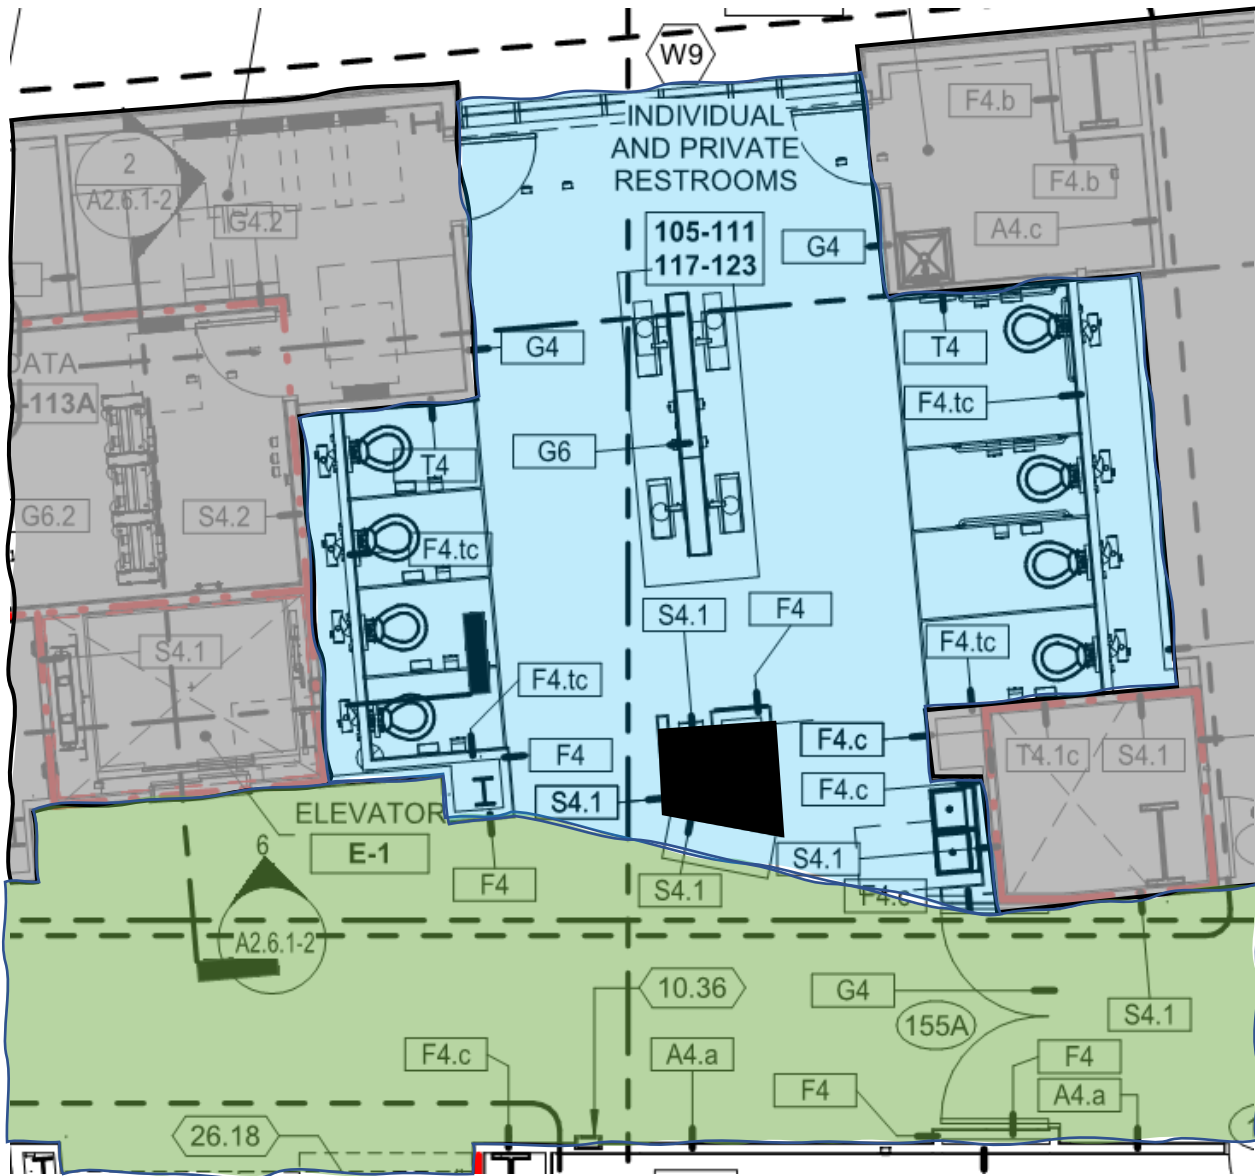 W9
INDIVIDUAL
AND PRIVATE
RESTROOMS
105-111
117-123
F4.b
F4.b
A4.c
2
A2.6.1-2
G4.2
G4
G4
T4
F4.tc
DATA
-113A
G6
T4
G6.2
S4.2
F4.tc
S4.1
F4
F4.tc
S4.1
F4.tc
F4
F4.c
T4.1c
S4.1
S4.1
F4.c
ELEVATOR
E-1
6
F4
S4.1
S4.1
F4.c
A2.6.1-2
10.36
G4
155A
S4.1
F4.c
A4.a
F4
F4
A4.a
26.18